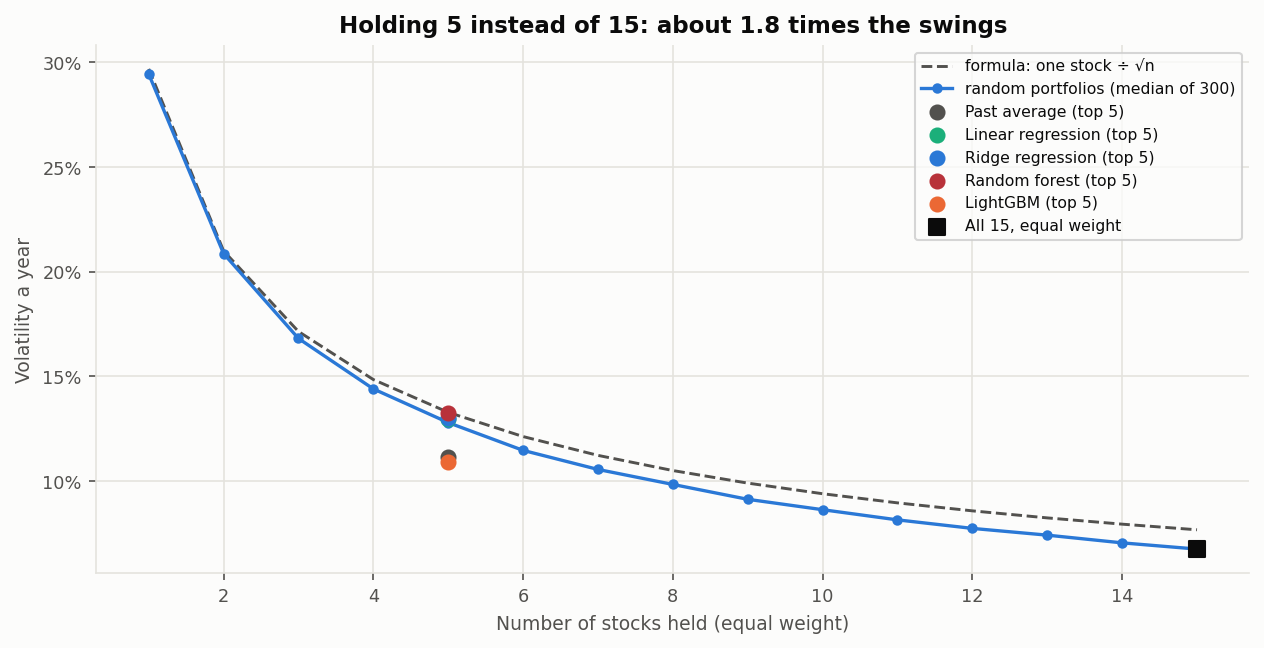 Holding 5 instead of 15: about 1.8 times the swings
formula: one stock ÷ √n
random portfolios (median of 300)
Past average (top 5)
Linear regression (top 5)
Ridge regression (top 5)
Random forest (top 5)
LightGBM (top 5)
All 15, equal weight
Volatility a year
30%
25%
20%
15%
10%
2 4 6 8 10 12 14
Number of stocks held (equal weight)